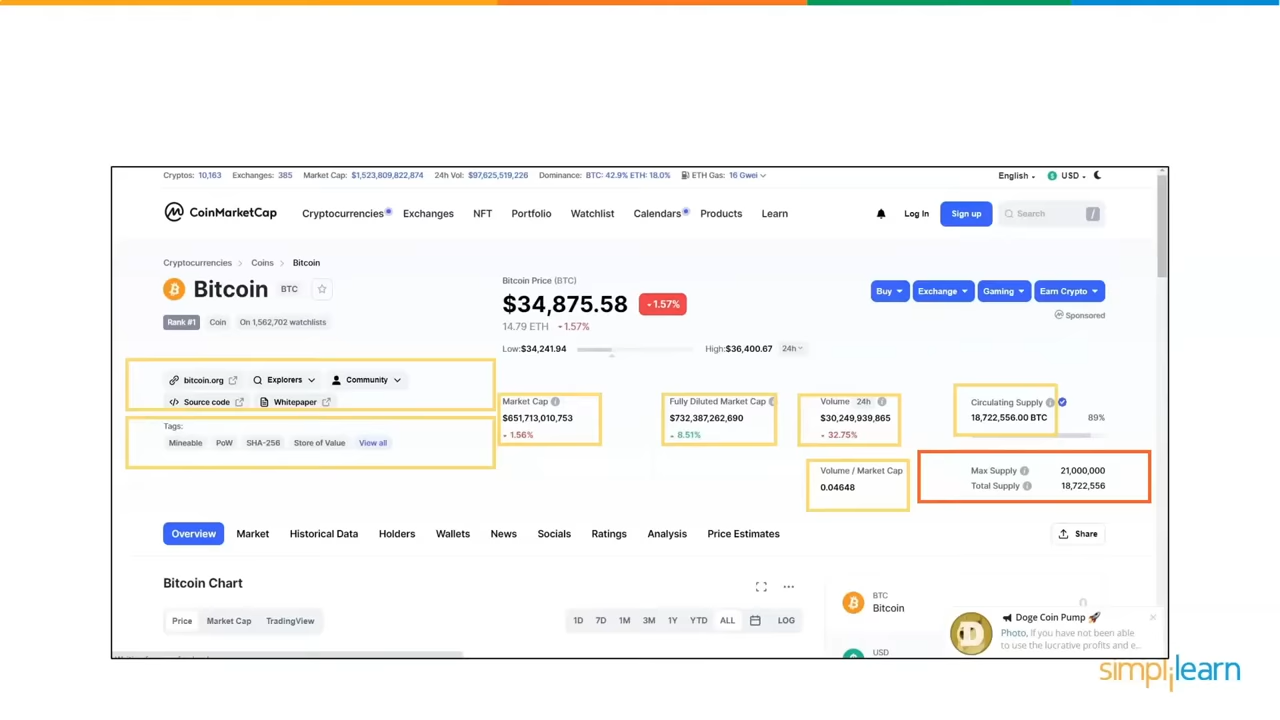 Cryptos: 10,163 Exchanges: 385 Market Cap: $1,523,809,822,874 24h Vol: $97,625,519,226 Dominance: BTC: 42.9% ETH: 18.0% ETH Gas: 16 Gwei English USD
CoinMarketCap Cryptocurrencies Exchanges NFT Portfolio Watchlist Calendars Products Learn Log In Sign up Search /
Cryptocurrencies > Coins > Bitcoin
Bitcoin BTC
Rank #1 Coin On 1,562,702 watchlists
Bitcoin Price (BTC)
$34,875.58 1.57%
14.79 ETH 1.57%
Low:$34,241.94 High:$36,400.67 24h
Buy Exchange Gaming Earn Crypto
Sponsored
bitcoin.org Explorers Community
Source code Whitepaper
Tags:
Mineable PoW SHA-256 Store of Value View all
Market Cap
$651,713,010,753
1.56%
Fully Diluted Market Cap
$732,387,262,690
8.51%
Volume 24h
$30,249,939,865
32.75%
Volume / Market Cap
0.04648
Circulating Supply
18,722,556.00 BTC 89%
Max Supply 21,000,000
Total Supply 18,722,556
Overview Market Historical Data Holders Wallets News Socials Ratings Analysis Price Estimates Share
Bitcoin Chart
Price Market Cap TradingView 1D 7D 1M 3M 1Y YTD ALL LOG
BTC
Bitcoin
USD
Doge Coin Pump 🚀
Photo, If you have not been able
to use the lucrative profits and e..
simplilearn